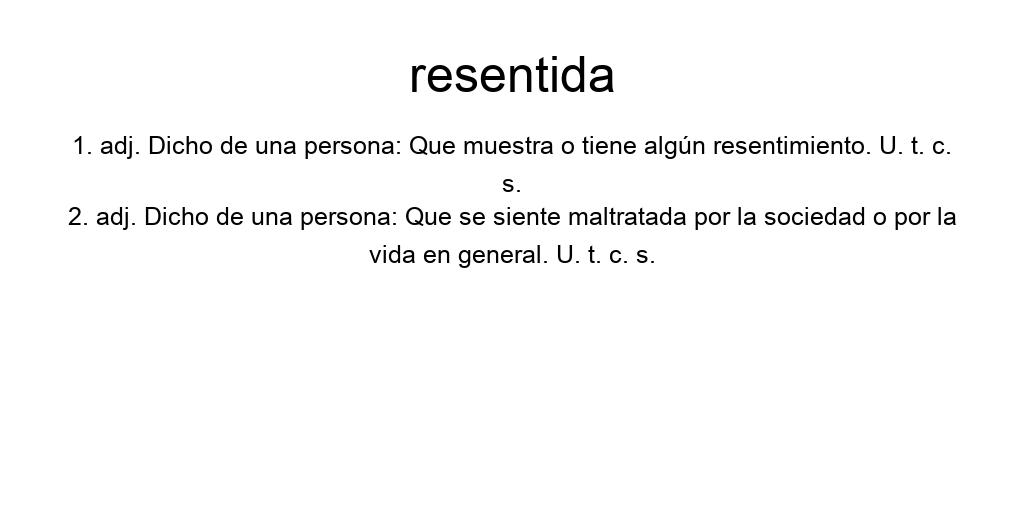 resentida
1. adj. Dicho de una persona: Que muestra o tiene algún resentimiento. U. t. c.
s.
2. adj. Dicho de una persona: Que se siente maltratada por la sociedad o por la
vida en general. U. t. c. s.